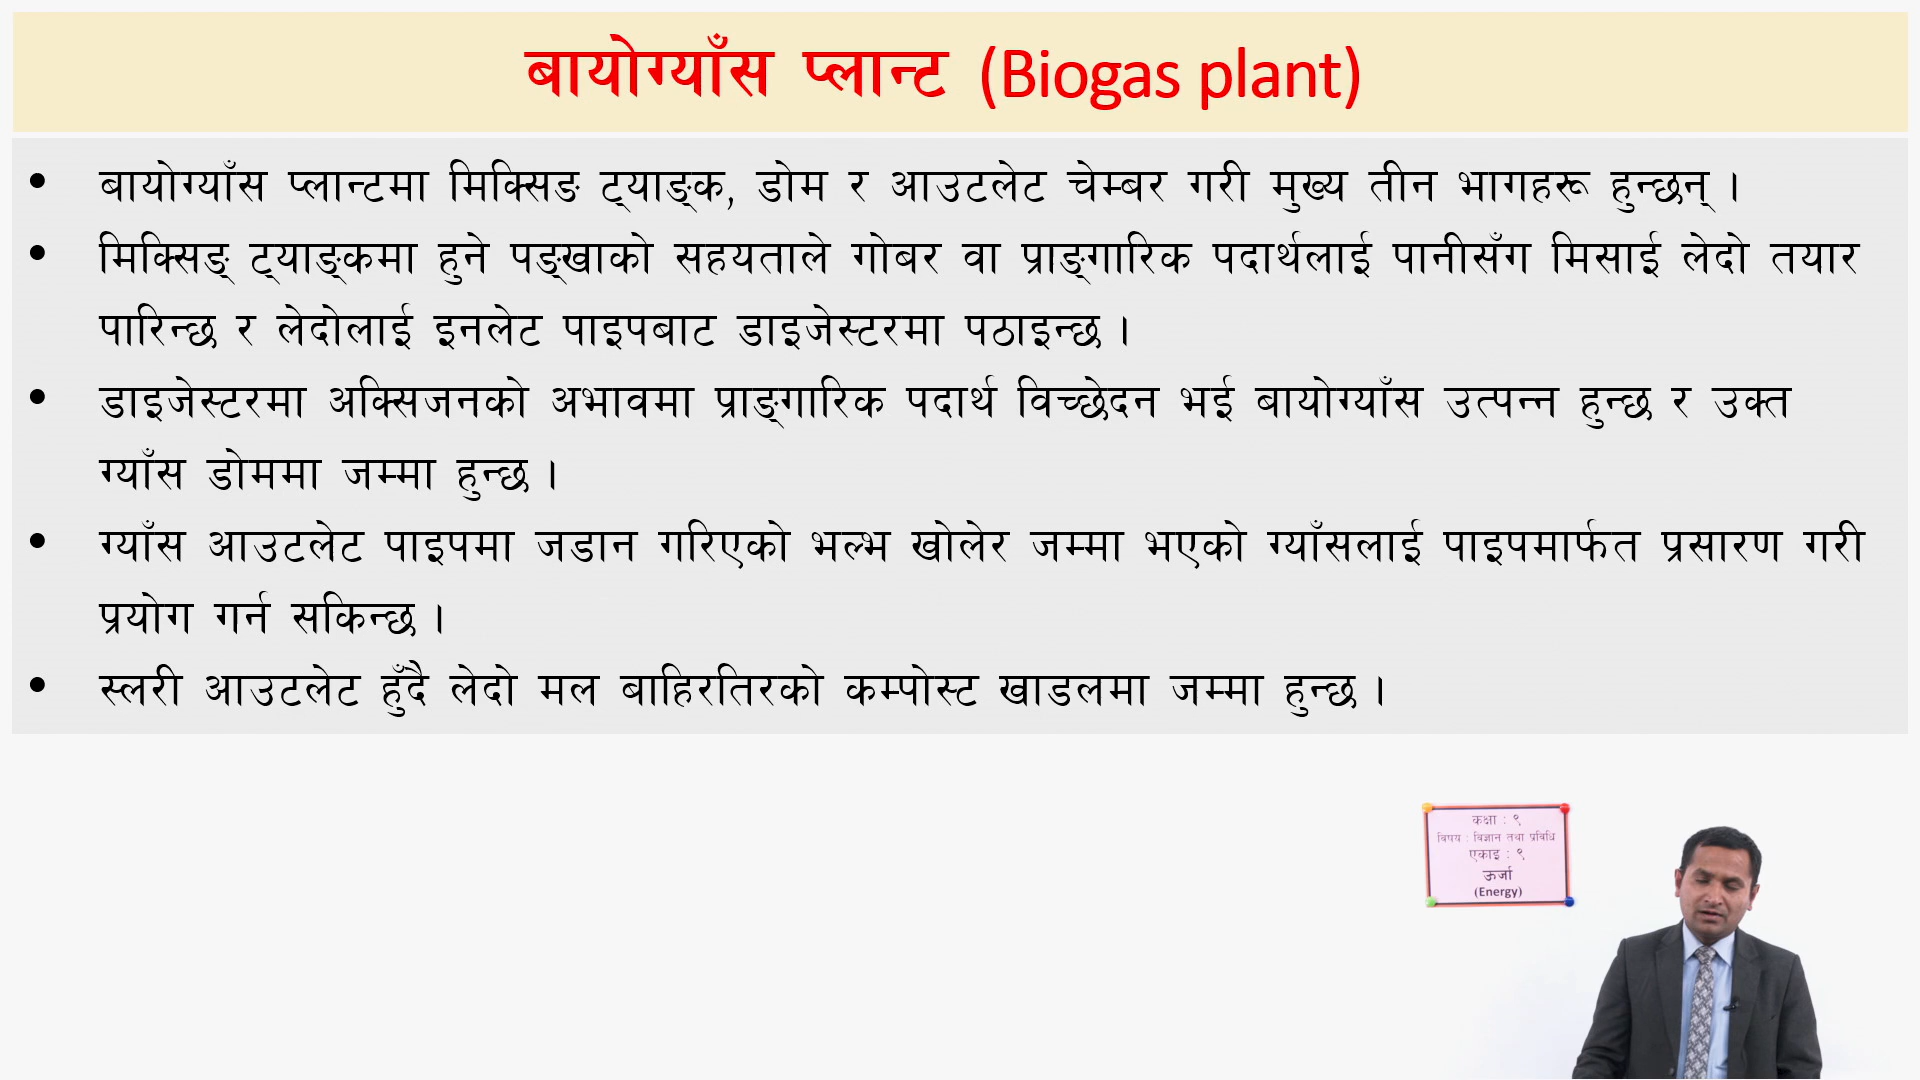 बायोग्याँस प्लान्ट (Biogas plant)
• बायोग्याँस प्लान्टमा मिक्सिङ ट्याङ्क, डोम र आउटलेट चेम्बर गरी मुख्य तीन भागहरू हुन्छन् ।
• मिक्सिङ् ट्याङ्कमा हुने पङ्खाको सहयताले गोबर वा प्राङ्गारिक पदार्थलाई पानीसँग मिसाई लेदो तयार
पारिन्छ र लेदोलाई इनलेट पाइपबाट डाइजेस्टरमा पठाइन्छ ।
• डाइजेस्टरमा अक्सिजनको अभावमा प्राङ्गारिक पदार्थ विच्छेदन भई बायोग्याँस उत्पन्न हुन्छ र उक्त
ग्याँस डोममा जम्मा हुन्छ ।
• ग्याँस आउटलेट पाइपमा जडान गरिएको भल्भ खोलेर जम्मा भएको ग्याँसलाई पाइपमार्फत प्रसारण गरी
प्रयोग गर्न सकिन्छ ।
• स्लरी आउटलेट हुँदै लेदो मल बाहिरतिरको कम्पोस्ट खाडलमा जम्मा हुन्छ ।
कक्षा : ९
विषय : विज्ञान तथा प्रविधि
एकाइ : ९
ऊर्जा
(Energy)